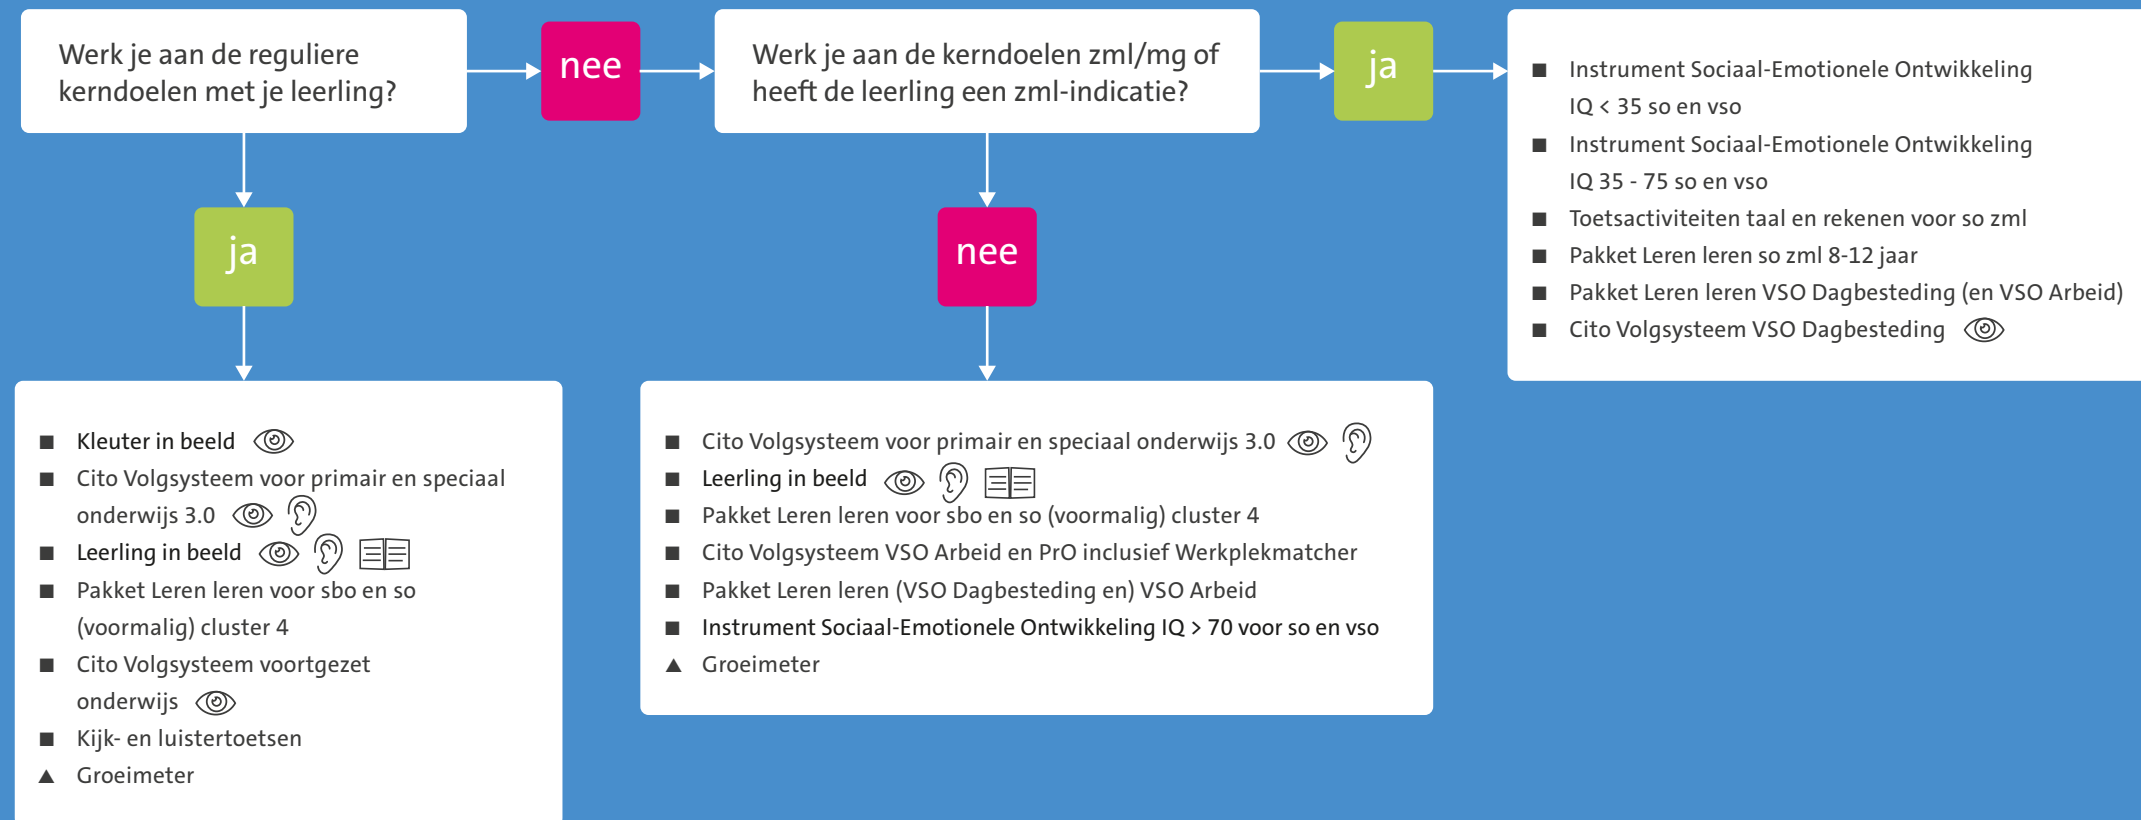 Werk je aan de reguliere
kerndoelen met je leerling?
nee
Werk je aan de kerndoelen zml/mg of
heeft de leerling een zml-indicatie?
ja
■ Instrument Sociaal-Emotionele Ontwikkeling
IQ < 35 so en vso
■ Instrument Sociaal-Emotionele Ontwikkeling
IQ 35 - 75 so en vso
■ Toetsactiviteiten taal en rekenen voor so zml
■ Pakket Leren leren so zml 8-12 jaar
■ Pakket Leren leren VSO Dagbesteding (en VSO Arbeid)
■ Cito Volgsysteem VSO Dagbesteding
ja
nee
■ Kleuter in beeld
■ Cito Volgsysteem voor primair en speciaal
onderwijs 3.0
■ Leerling in beeld
■ Pakket Leren leren voor sbo en so
(voormalig) cluster 4
■ Cito Volgsysteem voortgezet
onderwijs
■ Kijk- en luistertoetsen
▲ Groeimeter
■ Cito Volgsysteem voor primair en speciaal onderwijs 3.0
■ Leerling in beeld
■ Pakket Leren leren voor sbo en so (voormalig) cluster 4
■ Cito Volgsysteem VSO Arbeid en PrO inclusief Werkplekmatcher
■ Pakket Leren leren (VSO Dagbesteding en) VSO Arbeid
■ Instrument Sociaal-Emotionele Ontwikkeling IQ > 70 voor so en vso
▲ Groeimeter